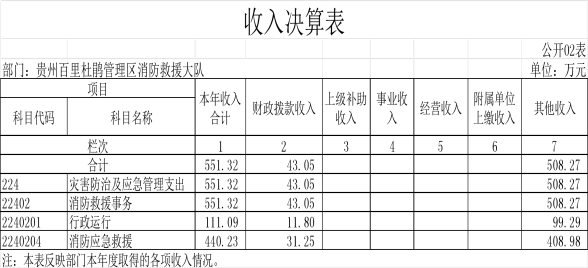 收入决算表
公开02表
部门：贵州百里杜鹃管理区消防救援大队 单位：万元
项目 本年收入合计 财政拨款收入 上级补助收入 事业收入 经营收入 附属单位上缴收入 其他收入
科目代码 科目名称
栏次 1 2 3 4 5 6 7
合计 551.32 43.05 508.27
224 灾害防治及应急管理支出 551.32 43.05 508.27
22402 消防救援事务 551.32 43.05 508.27
2240201 行政运行 111.09 11.80 99.29
2240204 消防应急救援 440.23 31.25 408.98
注：本表反映部门本年度取得的各项收入情况。